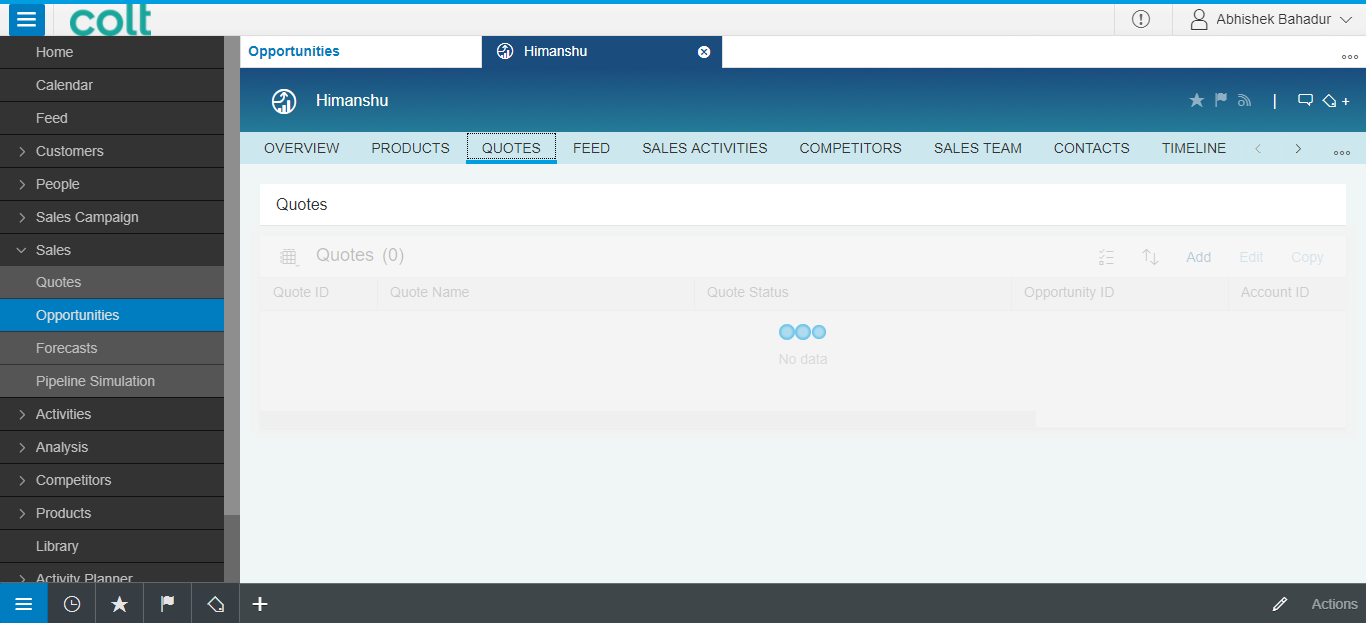 colt
Abhishek Bahadur
Home
Calendar
Feed
Customers
People
Sales Campaign
Sales
Quotes
Opportunities
Forecasts
Pipeline Simulation
Activities
Analysis
Competitors
Products
Library
Activity Planner
Opportunities
Himanshu
Himanshu
OVERVIEW PRODUCTS QUOTES FEED SALES ACTIVITIES COMPETITORS SALES TEAM CONTACTS TIMELINE
Quotes
Quotes (0)
Add Edit Copy
Quote ID Quote Name Quote Status Opportunity ID Account ID
No data
Actions